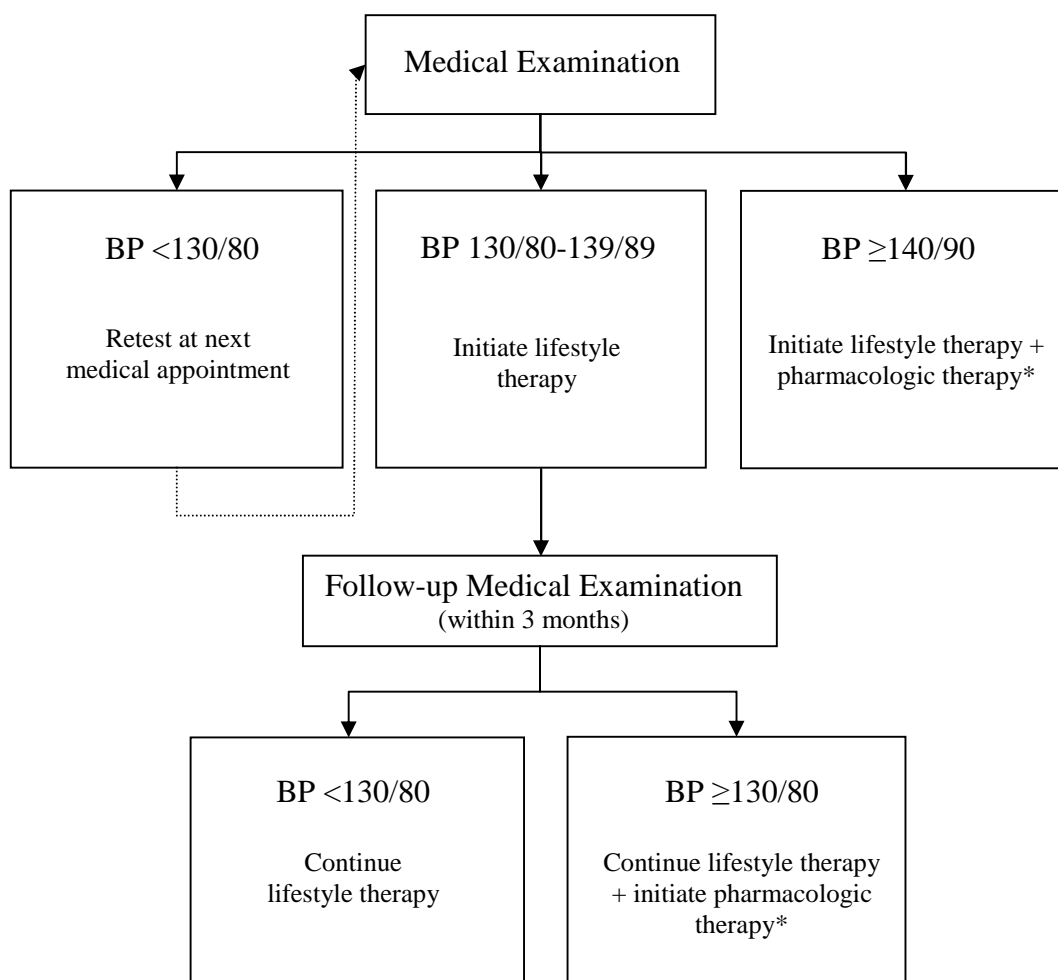 Medical Examination
BP <130/80
Retest at next
medical appointment
BP 130/80-139/89
Initiate lifestyle
therapy
BP ≥140/90
Initiate lifestyle therapy +
pharmacologic therapy*
Follow-up Medical Examination
(within 3 months)
BP <130/80
Continue
lifestyle therapy
BP ≥130/80
Continue lifestyle therapy
+ initiate pharmacologic
therapy*